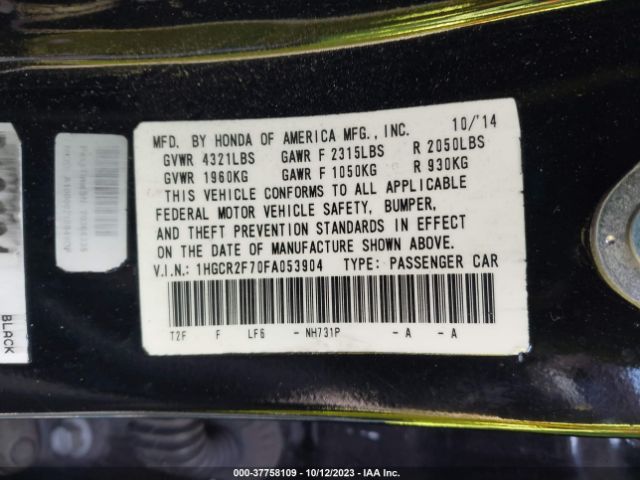 MFD. BY HONDA OF AMERICA MFG., INC. 10/'14
GVWR 4321LBS GAWR F 2315LBS R 2050LBS
GVWR 1960KG GAWR F 1050KG R 930KG
THIS VEHICLE CONFORMS TO ALL APPLICABLE
FEDERAL MOTOR VEHICLE SAFETY, BUMPER,
AND THEFT PREVENTION STANDARDS IN EFFECT
ON THE DATE OF MANUFACTURE SHOWN ABOVE.
V.I.N.: 1HGCR2F70FA053904 TYPE: PASSENGER CAR
T2F F LF6 - NH731P - A - A
BLACK
000-37758109 - 10/12/2023 - IAA Inc.